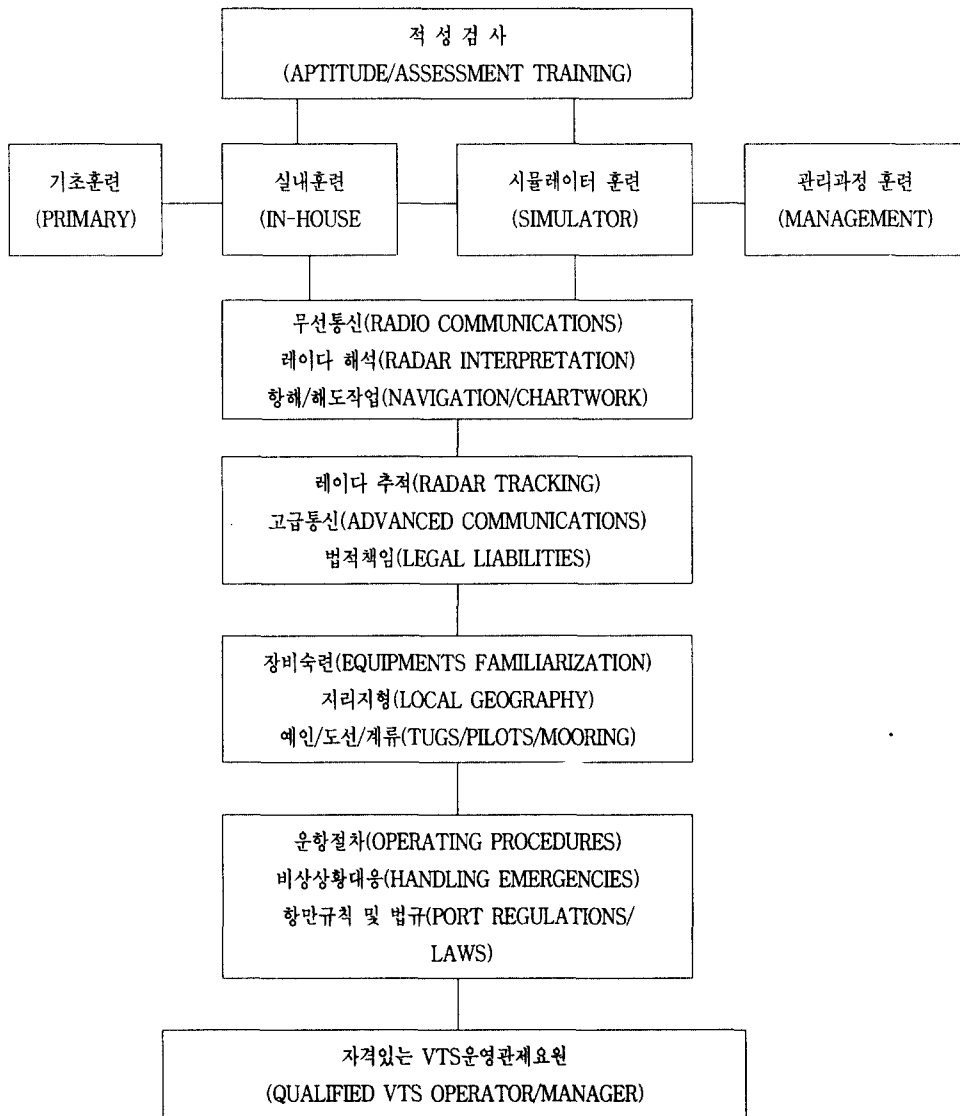 적 성 검 사
(APTITUDE/ASSESSMENT TRAINING)
기초훈련
(PRIMARY)
실내훈련
(IN-HOUSE
시뮬레이터 훈련
(SIMULATOR)
관리과정 훈련
(MANAGEMENT)
무선통신(RADIO COMMUNICATIONS)
레이다 해석(RADAR INTERPRETATION)
항해/해도작업(NAVIGATION/CHARTWORK)
레이다 추적(RADAR TRACKING)
고급통신(ADVANCED COMMUNICATIONS)
법적책임(LEGAL LIABILITIES)
장비숙련(EQUIPMENTS FAMILIARIZATION)
지리지형(LOCAL GEOGRAPHY)
예인/도선/계류(TUGS/PILOTS/MOORING)
운항절차(OPERATING PROCEDURES)
비상상황대응(HANDLING EMERGENCIES)
항만규칙 및 법규(PORT REGULATIONS/
LAWS)
자격있는 VTS운영관제요원
(QUALIFIED VTS OPERATOR/MANAGER)